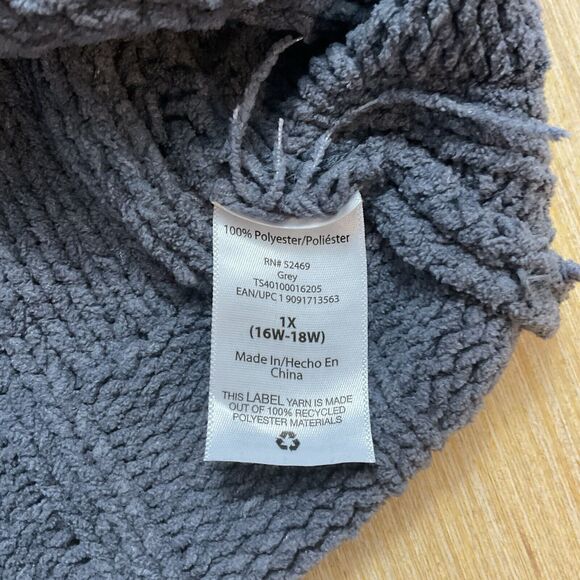 100% Polyester/Poliéster
RN# 52469
Grey
TS40100016205
EAN/UPC 1 9091713563
1X
(16W-18W)
Made In/Hecho En
China
THIS LABEL YARN IS MADE
OUT OF 100% RECYCLED
POLYESTER MATERIALS